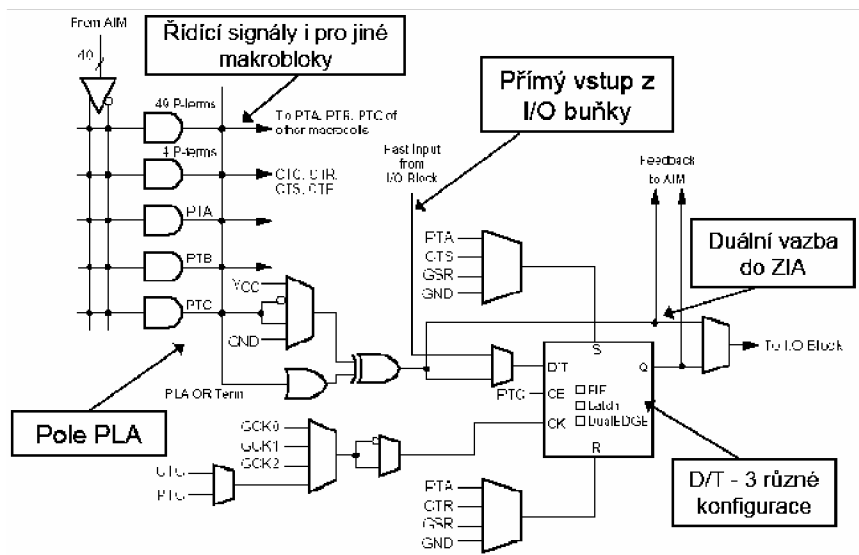 From AIM
40
Řídící signály i pro jiné
makrobloky
Přímý vstup z
I/O buňky
49 P-terms
To PTA, PTB, PTC of
other macrocells
4 P-terms
CTC, CTR,
CTS, CTE
Fast Input
from
I/O Block
Feedback
to AIM
PTA
PTB
PTC
PTA
CTS
GSR
GND
Duální vazba
do ZIA
VCC
GND
S
D/T
Q
To I/O Block
PTC
CE
FIF
Latch
DualEDGE
CK
R
PLA OR Term
Pole PLA
GCK0
GCK1
GCK2
CTC
PTC
PTA
CTR
GSR
GND
D/T - 3 různé
konfigurace